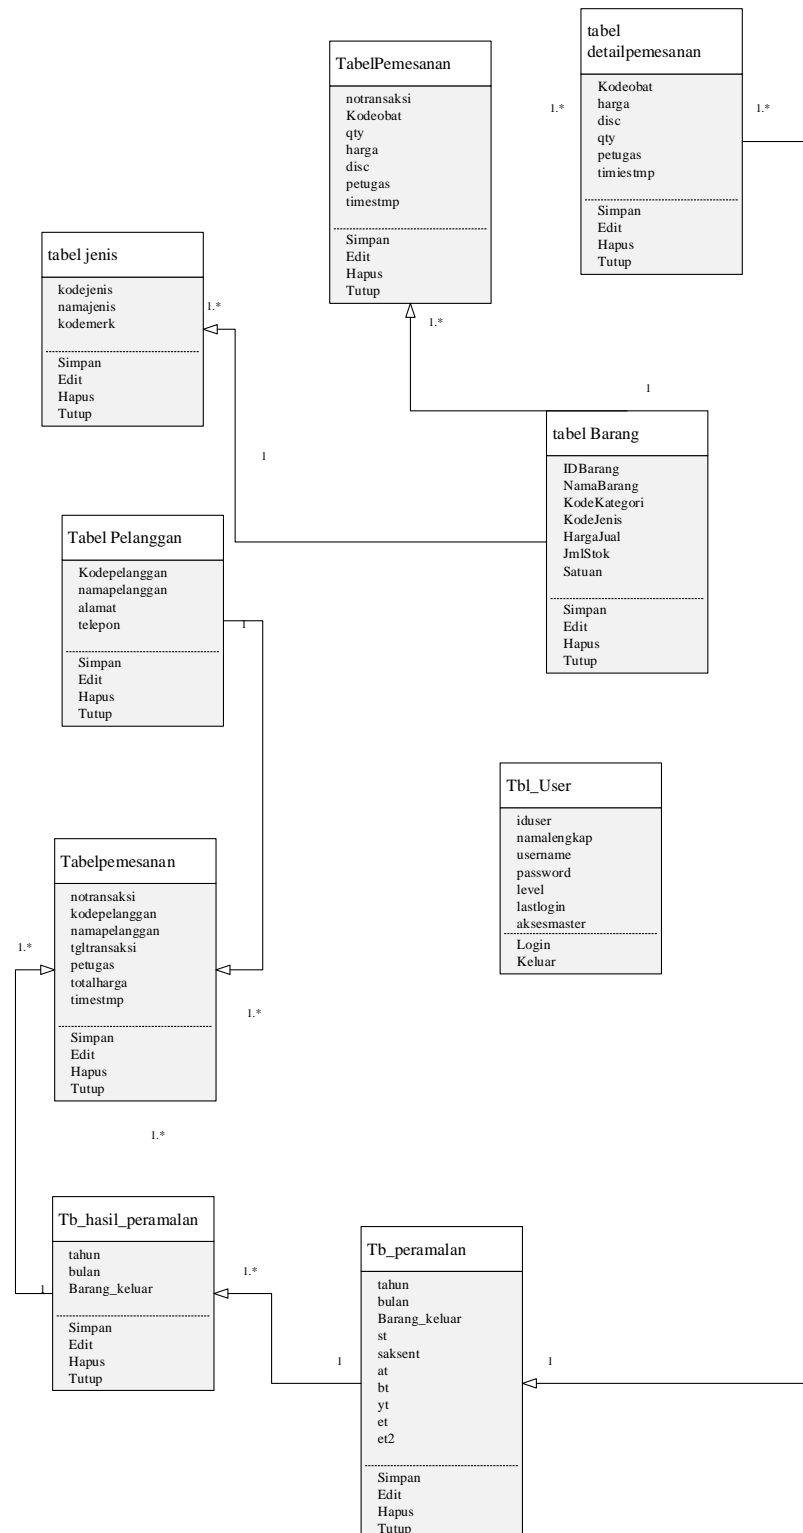 tabel
detailpemesanan
Kodeobat
harga
disc
qty
petugas
timiestmp
Simpan
Edit
Hapus
Tutup
1.*
1.*
TabelPemesanan
notransaksi
Kodeobat
qty
harga
disc
petugas
timestmp
Simpan
Edit
Hapus
Tutup
1.*
tabel jenis
kodejenis
namajenis
kodemerk
Simpan
Edit
Hapus
Tutup
1.*
1
1
tabel Barang
IDBarang
NamaBarang
KodeKategori
KodeJenis
HargaJual
JmlStok
Satuan
Simpan
Edit
Hapus
Tutup
Tabel Pelanggan
Kodepelanggan
namapelanggan
alamat
telepon
Simpan
Edit
Hapus
Tutup
1
Tbl_User
iduser
namalengkap
username
password
level
lastlogin
aksesmaster
Login
Keluar
Tabelpemesanan
notransaksi
kodepelanggan
namapelanggan
tgltransaksi
petugas
totalharga
timestmp
Simpan
Edit
Hapus
Tutup
1.*
1.*
1.*
Tb_hasil_peramalan
tahun
bulan
Barang_keluar
Simpan
Edit
Hapus
Tutup
1
1.*
1
Tb_peramalan
tahun
bulan
Barang_keluar
st
saksent
at
bt
yt
et
et2
Simpan
Edit
Hapus
Tutup
1